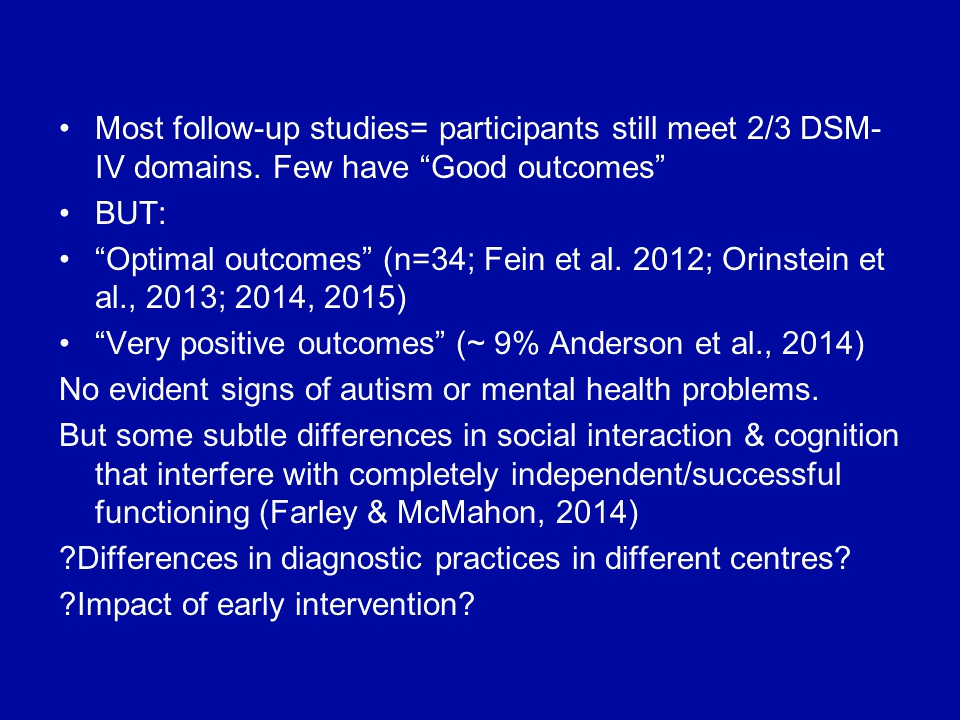 • Most follow-up studies= participants still meet 2/3 DSM-
IV domains. Few have “Good outcomes”
• BUT:
• “Optimal outcomes” (n=34; Fein et al. 2012; Orinstein et
al., 2013; 2014, 2015)
• “Very positive outcomes” (~ 9% Anderson et al., 2014)
No evident signs of autism or mental health problems.
But some subtle differences in social interaction & cognition
that interfere with completely independent/successful
functioning (Farley & McMahon, 2014)
?Differences in diagnostic practices in different centres?
?Impact of early intervention?